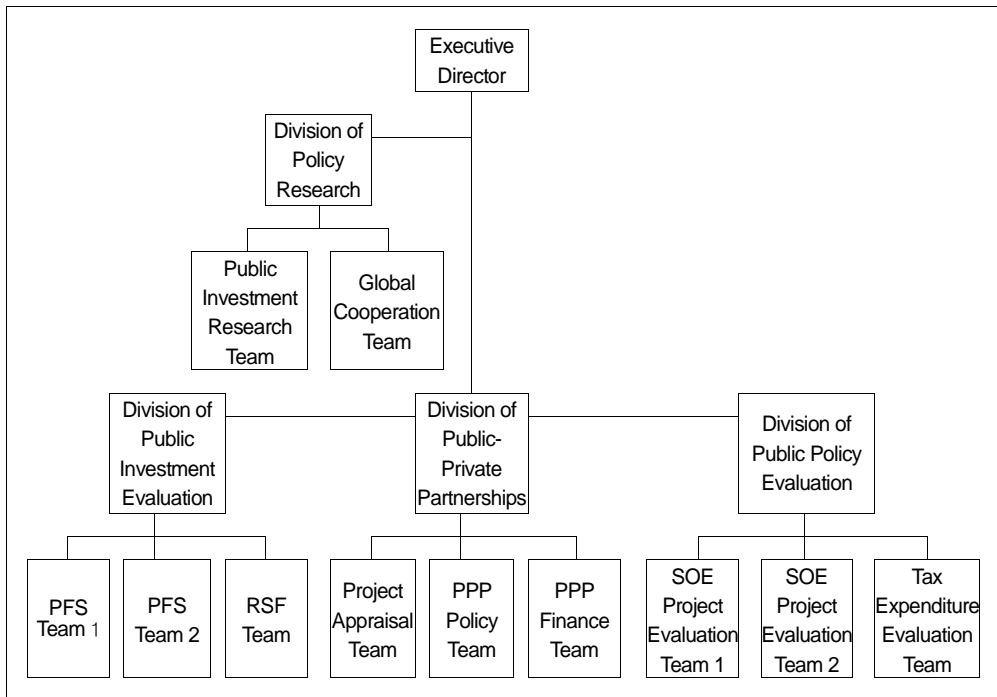 Executive
Director
Division of
Policy
Research
Public
Investment
Research
Team
Global
Cooperation
Team
Division of
Public
Investment
Evaluation
Division of
Public-
Private
Partnerships
Division of
Public Policy
Evaluation
PFS
Team 1
PFS
Team 2
RSF
Team
Project
Appraisal
Team
PPP
Policy
Team
PPP
Finance
Team
SOE
Project
Evaluation
Team 1
SOE
Project
Evaluation
Team 2
Tax
Expenditure
Evaluation
Team